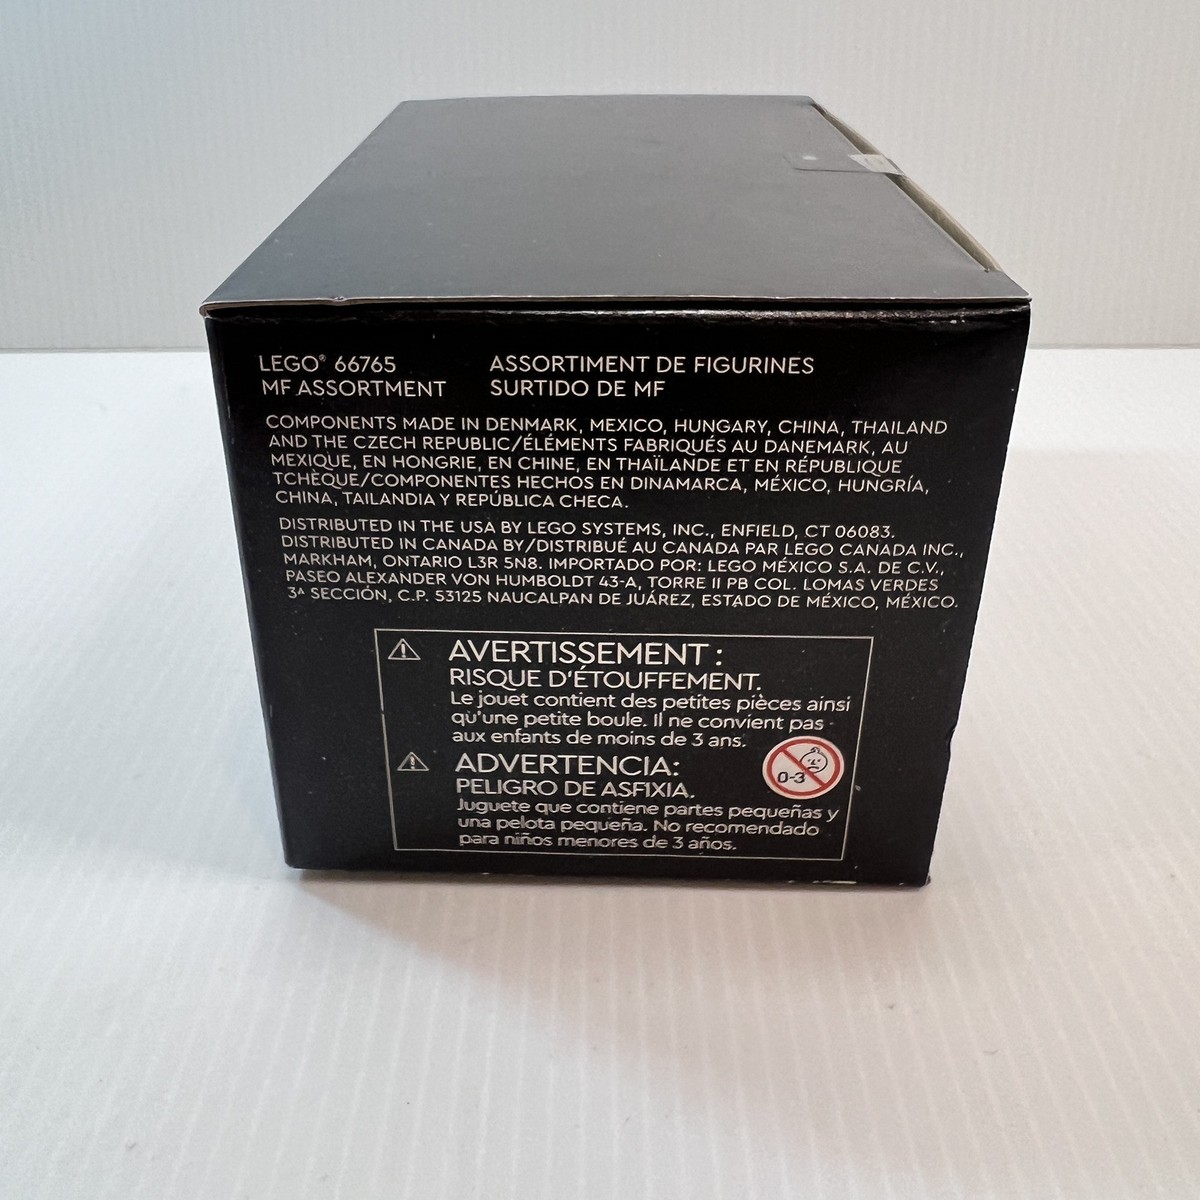 LEGO® 66765
MF ASSORTMENT
ASSORTIMENT DE FIGURINES
SURTIDO DE MF
COMPONENTS MADE IN DENMARK, MEXICO, HUNGARY, CHINA, THAILAND
AND THE CZECH REPUBLIC/ÉLÉMENTS FABRIQUÉS AU DANEMARK, AU
MEXIQUE, EN HONGRIE, EN CHINE, EN THAÏLANDE ET EN RÉPUBLIQUE
TCHÈQUE/COMPONENTES HECHOS EN DINAMARCA, MÉXICO, HUNGRÍA,
CHINA, TAILANDIA Y REPÚBLICA CHECA.
DISTRIBUTED IN THE USA BY LEGO SYSTEMS, INC., ENFIELD, CT 06083.
DISTRIBUTED IN CANADA BY/DISTRIBUÉ AU CANADA PAR LEGO CANADA INC.,
MARKHAM, ONTARIO L3R 5N8. IMPORTADO POR: LEGO MÉXICO S.A. DE C.V.,
PASEO ALEXANDER VON HUMBOLDT 43-A, TORRE II PB COL. LOMAS VERDES
3ᴬ SECCIÓN, C.P. 53125 NAUCALPAN DE JUÁREZ, ESTADO DE MÉXICO, MÉXICO.
AVERTISSEMENT :
RISQUE D'ÉTOUFFEMENT.
Le jouet contient des petites pièces ainsi
qu'une petite boule. Il ne convient pas
aux enfants de moins de 3 ans.
ADVERTENCIA:
PELIGRO DE ASFIXIA.
Juguete que contiene partes pequeñas y
una pelota pequeña. No recomendado
para niños menores de 3 años.
0-3